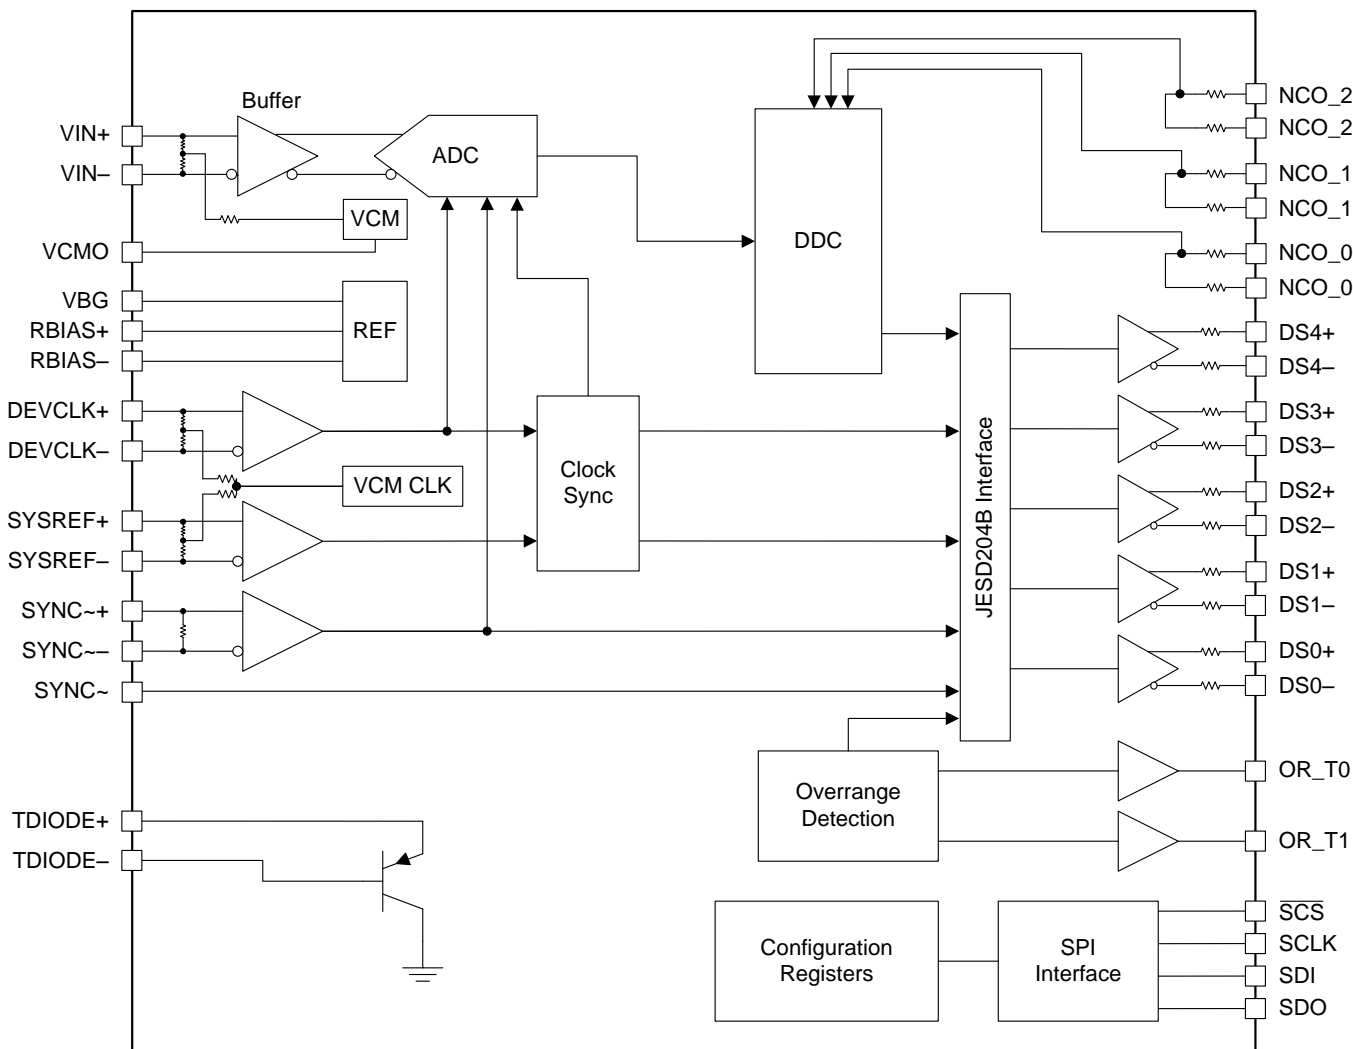 Buffer
VIN+
VIN–
VCMO
VBG
RBIAS+
RBIAS–
DEVCLK+
DEVCLK–
SYSREF+
SYSREF–
SYNC~+
SYNC~–
SYNC~
TDIODE+
TDIODE–
ADC
VCM
REF
VCM CLK
Clock
Sync
DDC
JESD204B Interface
Overrange
Detection
Configuration
Registers
SPI
Interface
NCO_2
NCO_2
NCO_1
NCO_1
NCO_0
NCO_0
DS4+
DS4–
DS3+
DS3–
DS2+
DS2–
DS1+
DS1–
DS0+
DS0–
OR_T0
OR_T1
S̅C̅S̅
SCLK
SDI
SDO